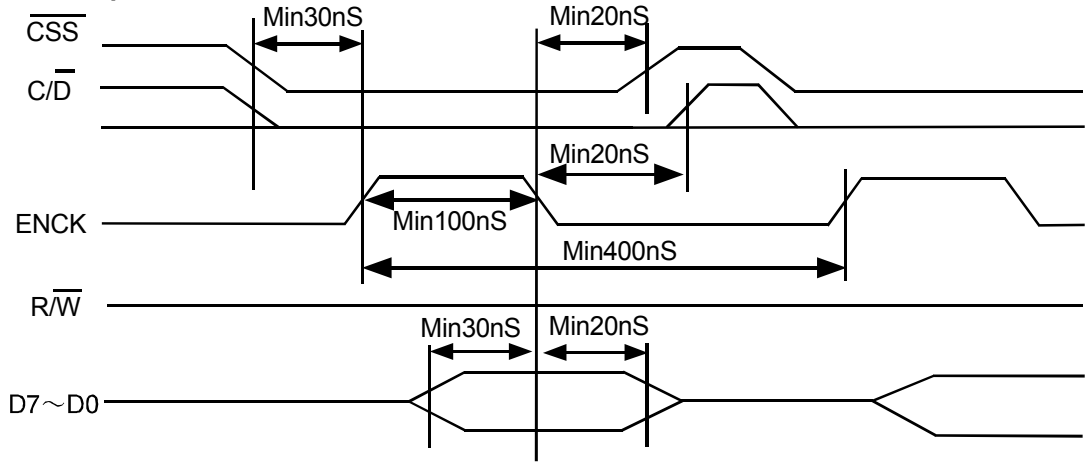 CSS Min30nS Min20nS
C/D
Min20nS
ENCK Min100nS
Min400nS
R/W
Min30nS Min20nS
D7～D0